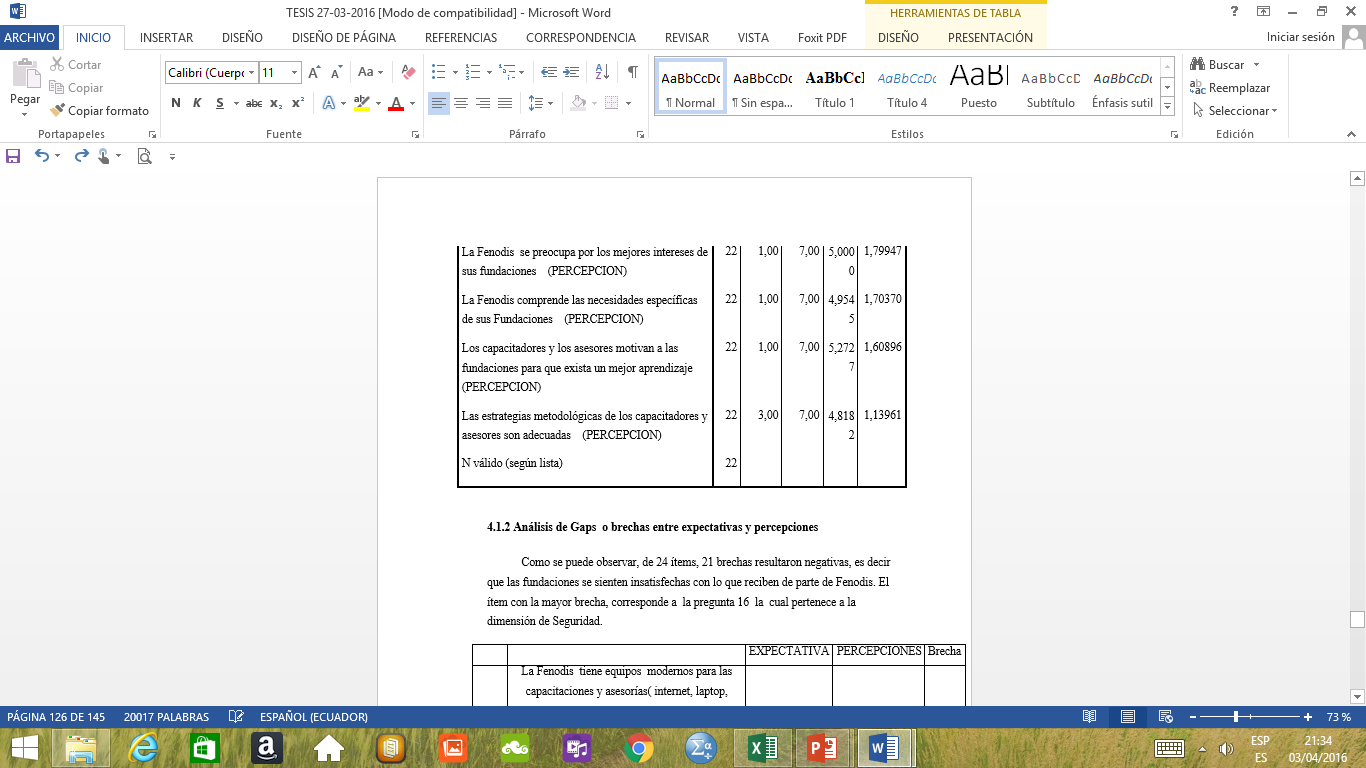 TESIS 27-03-2016 [Modo de compatibilidad] - Microsoft Word
HERRAMIENTAS DE TABLA
?
ARCHIVO INICIO INSERTAR DISEÑO DISEÑO DE PÁGINA REFERENCIAS CORRESPONDENCIA REVISAR VISTA Foxit PDF DISEÑO PRESENTACIÓN Iniciar sesión
Pegar
Cortar
Copiar
Copiar formato
Portapapeles
Calibri (Cuerpo 11
Aa
N K S abc x₂ x² A ab A
Fuente
Párrafo
AaBbCcDc AaBbCcDc AaBbCcI AaBbCcDc AaBl AaBbCcD AaBbCcDc
¶ Normal ¶ Sin espa... Título 1 Título 4 Puesto Subtítulo Énfasis sutil
Estilos
Buscar
Reemplazar
Seleccionar
Edición
La Fenodis se preocupa por los mejores intereses de 22 1,00 7,00 5,000 1,79947
sus fundaciones (PERCEPCION) 0
La Fenodis comprende las necesidades específicas 22 1,00 7,00 4,954 1,70370
de sus Fundaciones (PERCEPCION) 5
Los capacitadores y los asesores motivan a las 22 1,00 7,00 5,272 1,60896
fundaciones para que exista un mejor aprendizaje 7
(PERCEPCION)
Las estrategias metodológicas de los capacitadores y 22 3,00 7,00 4,818 1,13961
asesores son adecuadas (PERCEPCION) 2
N válido (según lista) 22
4.1.2 Análisis de Gaps o brechas entre expectativas y percepciones
Como se puede observar, de 24 ítems, 21 brechas resultaron negativas, es decir
que las fundaciones se sienten insatisfechas con lo que reciben de parte de Fenodis. El
ítem con la mayor brecha, corresponde a la pregunta 16 la cual pertenece a la
dimensión de Seguridad.
EXPECTATIVA PERCEPCIONES Brecha
La Fenodis tiene equipos modernos para las
capacitaciones y asesorías( internet, laptop,
PÁGINA 126 DE 145 20017 PALABRAS ESPAÑOL (ECUADOR) 73 %
ESP 21:34
ES 03/04/2016